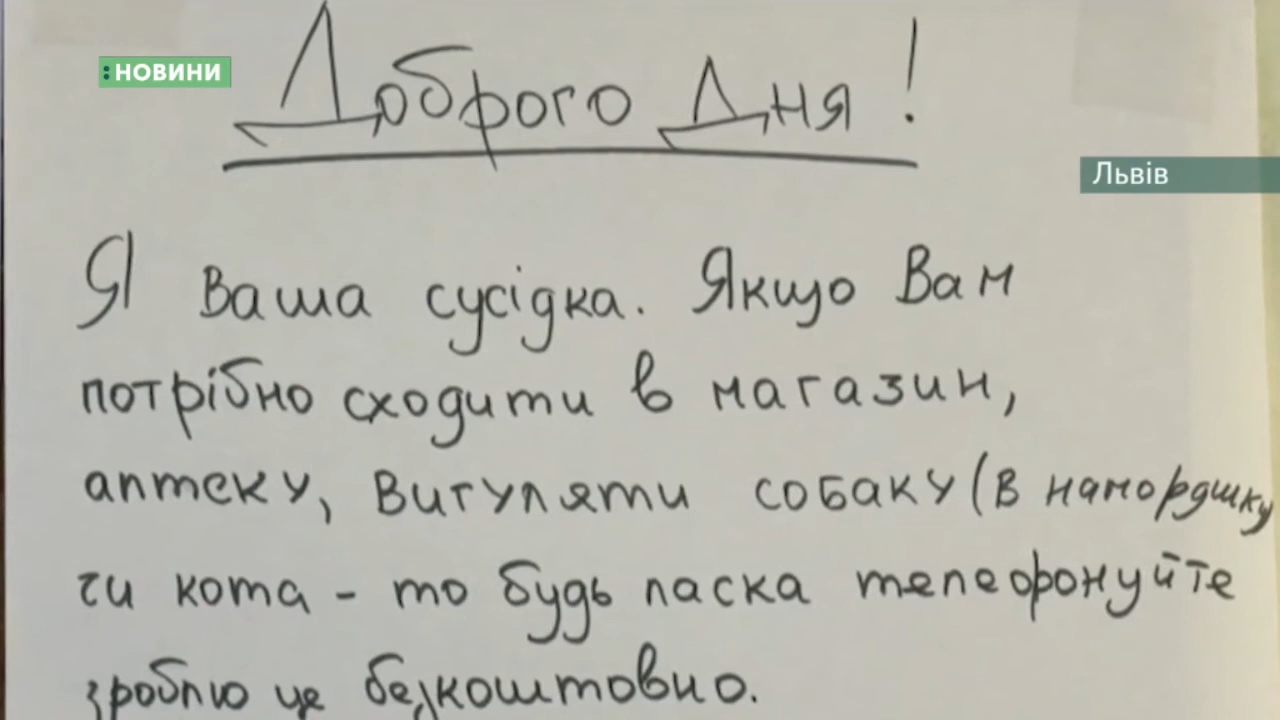 :НОВИНИ
Доброго Дня!
Львів
Я Ваша сусідка. Якщо Вам
потрібно сходити в магазин,
аптеку, вигуляти собаку (в намордшку
чи кота - то будь ласка телефонуйте
зроблю це безкоштовно.